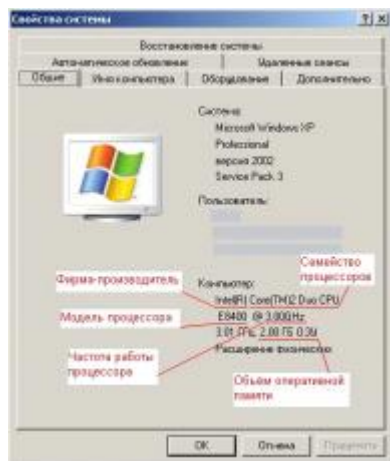 Свойства системы
Восстановление системы
Автоматическое обновление
Удаленные сеансы
Общие
Имя компьютера
Оборудование
Дополнительно
Система:
Microsoft Windows XP
Professional
версия 2002
Service Pack 3
Пользователь:
Семейство
процессоров
Фирма-производитель
Компьютер:
Intel(R) Core(TM)2 Duo CPU
Модель процессора
E8400 @ 3.00GHz
3.01 ГГц, 2,00 ГБ ОЗУ
Частота работы
процессора
Расширение физических
Объём оперативной
памяти
OK
Отмена
Применить